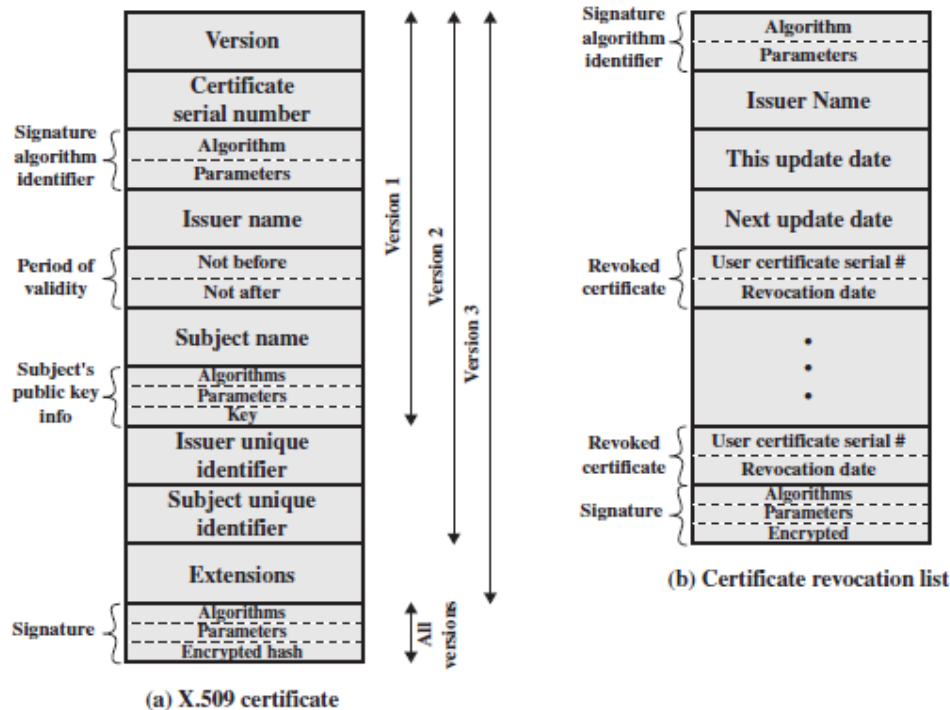 Version
Certificate
serial number
Signature
algorithm
identifier
Algorithm
Parameters
Issuer name
Period of
validity
Not before
Not after
Subject name
Subject's
public key
info
Algorithms
Parameters
Key
Issuer unique
identifier
Subject unique
identifier
Extensions
Signature
Algorithms
Parameters
Encrypted hash
Version 1
Version 2
Version 3
All
versions
(a) X.509 certificate
Signature
algorithm
identifier
Algorithm
Parameters
Issuer Name
This update date
Next update date
Revoked
certificate
User certificate serial #
Revocation date
Revoked
certificate
User certificate serial #
Revocation date
Signature
Algorithms
Parameters
Encrypted
(b) Certificate revocation list